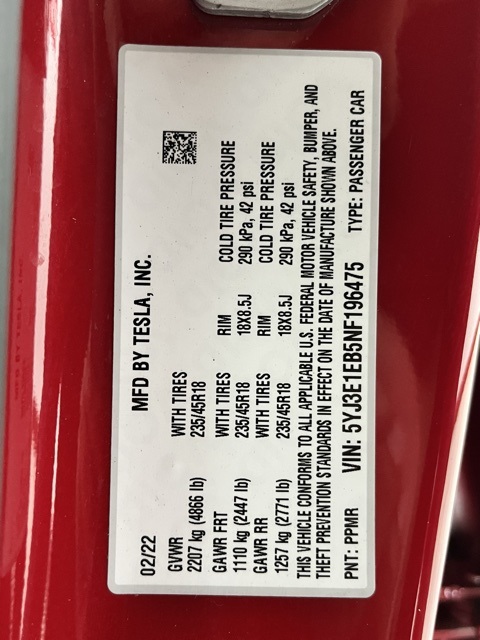 MFD BY TESLA, INC.
02/22
GVWR WITH TIRES
2207 kg (4866 lb) 235/45R18
GAWR FRT WITH TIRES RIM COLD TIRE PRESSURE
1110 kg (2447 lb) 235/45R18 18X8.5J 290 kPa, 42 psi
GAWR RR WITH TIRES RIM COLD TIRE PRESSURE
1257 kg (2771 lb) 235/45R18 18X8.5J 290 kPa, 42 psi
THIS VEHICLE CONFORMS TO ALL APPLICABLE U.S. FEDERAL MOTOR VEHICLE SAFETY, BUMPER, AND
THEFT PREVENTION STANDARDS IN EFFECT ON THE DATE OF MANUFACTURE SHOWN ABOVE.
PNT: PPMR VIN: 5YJ3E1EB5NF196475 TYPE: PASSENGER CAR